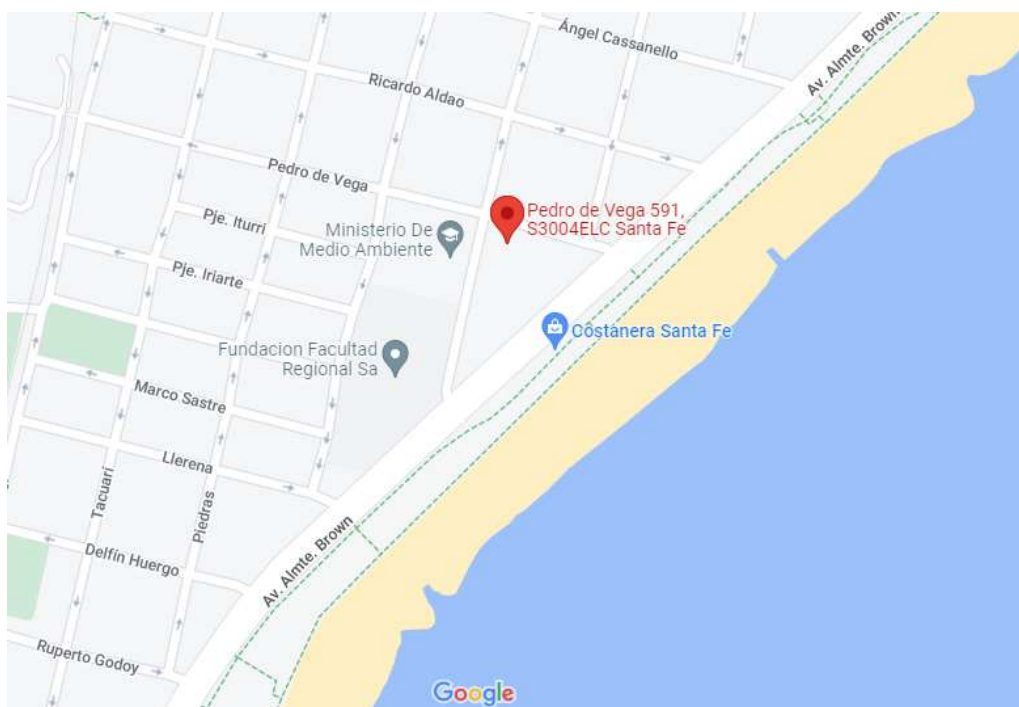 Ángel Cassanello
Av. Almte. Brown
Ricardo Aldao
Pedro de Vega
Pedro de Vega 591,
S3004ELC Santa Fe
Pje. Iturri
Ministerio De
Medio Ambiente
Pje. Iriarte
Costanera Santa Fe
Fundacion Facultad
Regional Sa
Marco Sastre
Llerena
Tacuarí
Piedras
Av. Almte. Brown
Delfín Huergo
Ruperto Godoy
Google